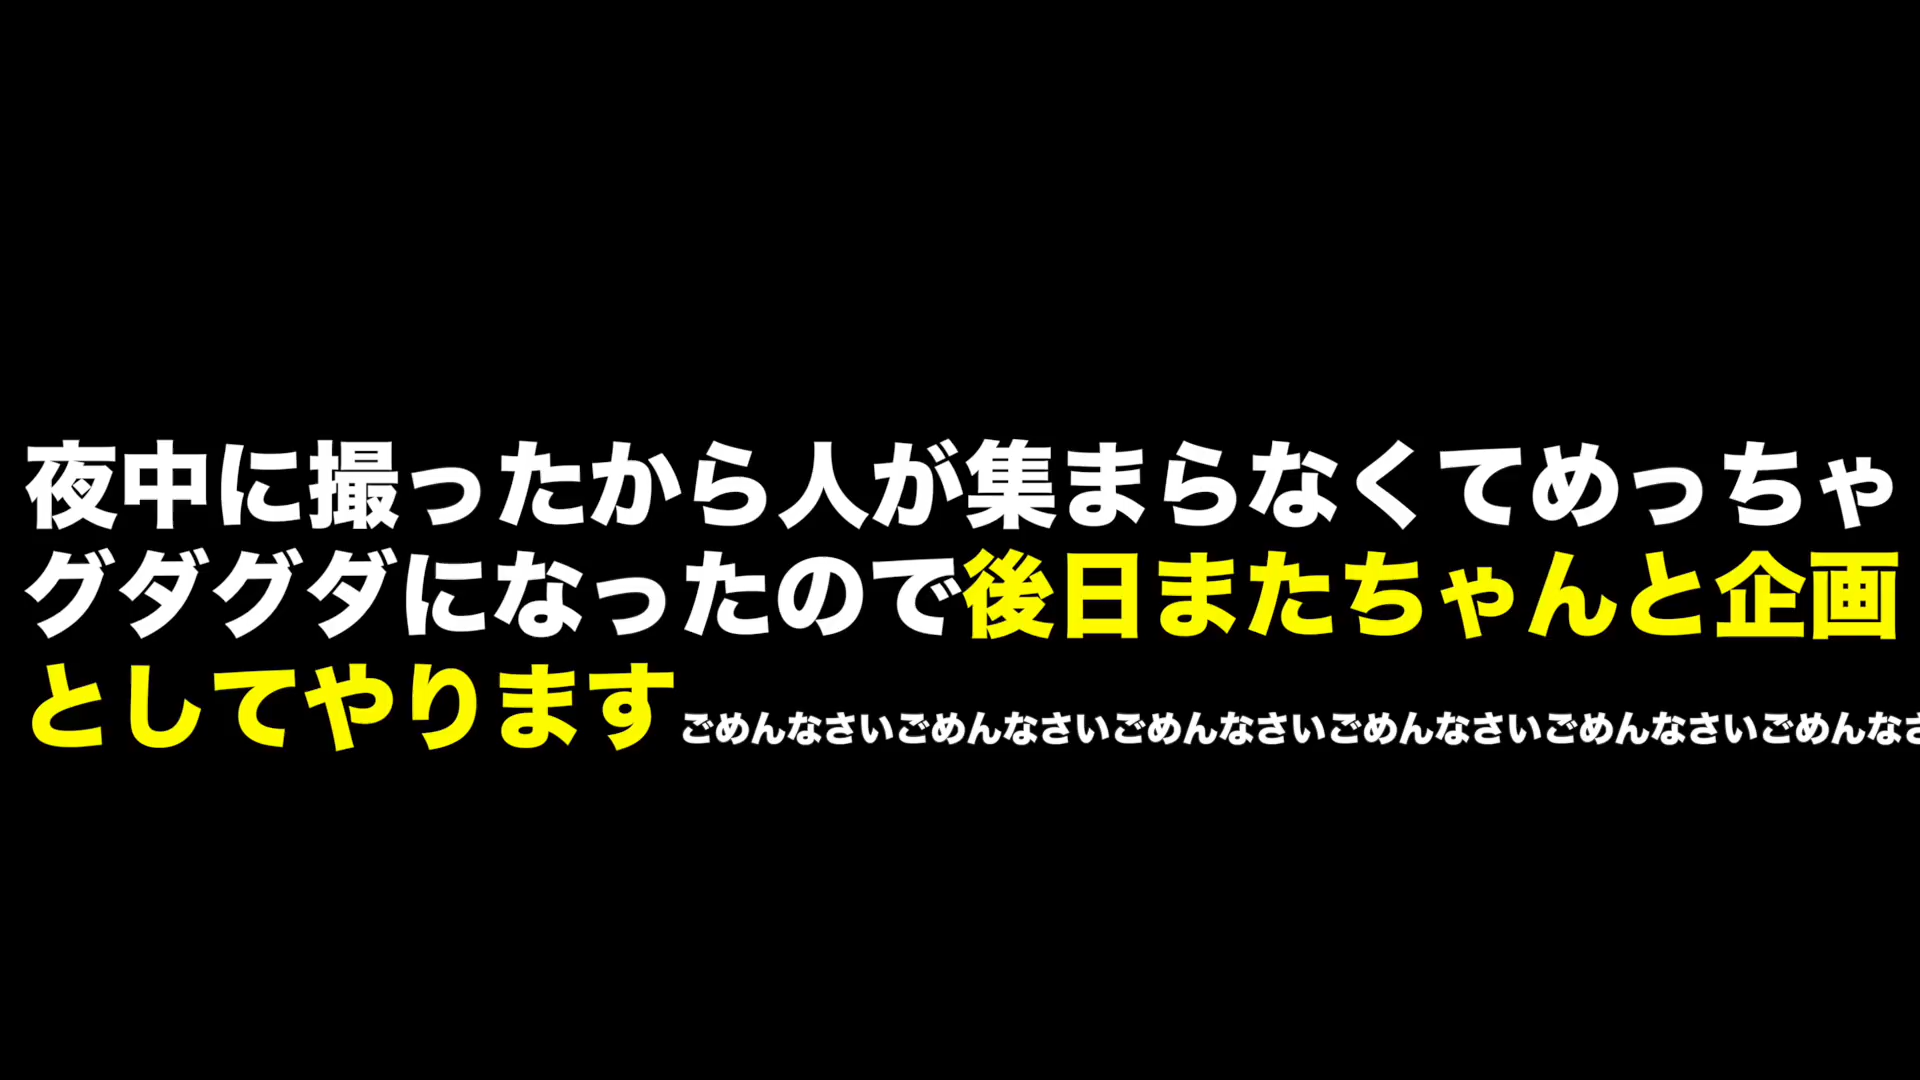 夜中に撮ったから人が集まらなくてめっちゃ
グダグダになったので後日またちゃんと企画
としてやります ごめんなさいごめんなさいごめんなさいごめんなさいごめんなさいごめんなさ